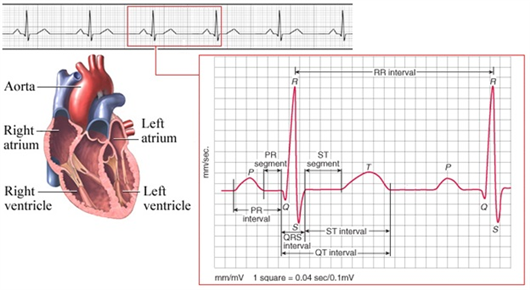 Aorta
Right
atrium
Left
atrium
Right
ventricle
Left
ventricle
R
RR interval
R
mm/sec.
PR
segment
ST
segment
P
T
P
Q
S
Q
S
PR
interval
QRS
interval
ST interval
QT interval
mm/mV 1 square = 0.04 sec/0.1mV